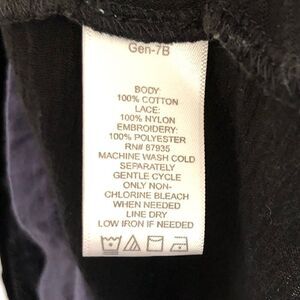 Gen-7B
BODY:
100% COTTON
LACE:
100% NYLON
EMBROIDERY:
100% POLYESTER
RN# 87935
MACHINE WASH COLD
SEPARATELY
GENTLE CYCLE
ONLY NON-
CHLORINE BLEACH
WHEN NEEDED
LINE DRY
LOW IRON IF NEEDED